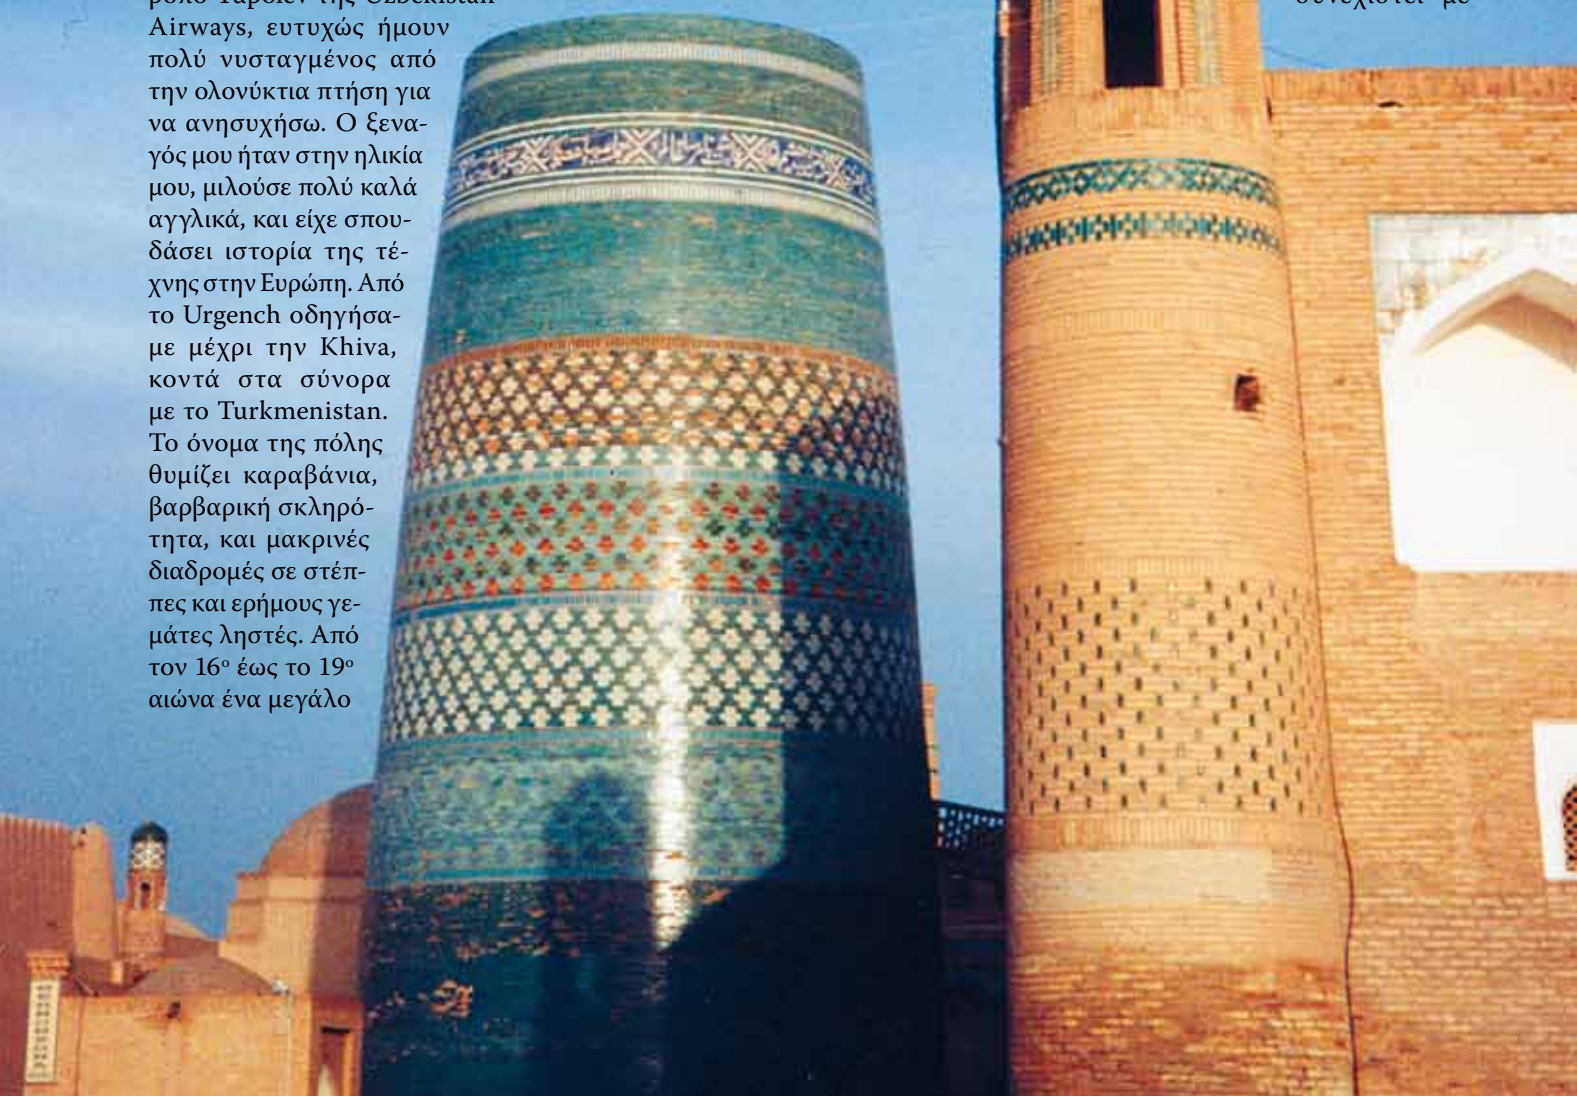 Airways, ευτυχώς ήμουν
πολύ νυσταγμένος από
την ολονύκτια πτήση για
να ανησυχήσω. Ο ξενα-
γός μου ήταν στην ηλικία
μου, μιλούσε πολύ καλά
αγγλικά, και είχε σπου-
δάσει ιστορία της τέ-
χνης στην Ευρώπη. Από
το Urgench οδηγήσα-
με μέχρι την Khiva,
κοντά στα σύνορα
με το Turkmenistan.
Το όνομα της πόλης
θυμίζει καραβάνια,
βαρβαρική σκληρό-
τητα, και μακρινές
διαδρομές σε στέπ-
πες και ερήμους γε-
μάτες ληστές. Από
τον 16ο έως το 19ο
αιώνα ένα μεγάλο